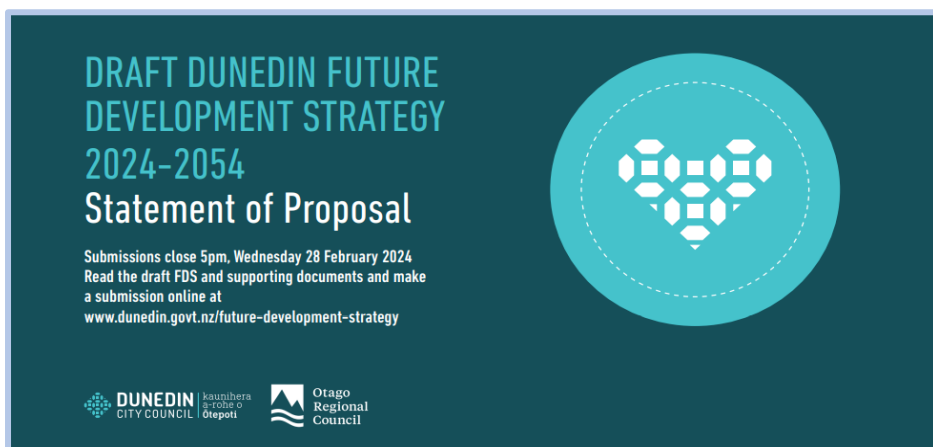 DRAFT DUNEDIN FUTURE
DEVELOPMENT STRATEGY
2024-2054
Statement of Proposal
Submissions close 5pm, Wednesday 28 February 2024
Read the draft FDS and supporting documents and make
a submission online at
www.dunedin.govt.nz/future-development-strategy
DUNEDIN
CITY COUNCIL
kaunihera
a-rohe o
Ōtepoti
Otago
Regional
Council